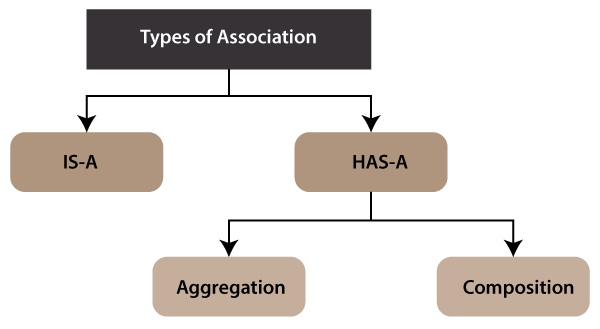 Types of Association
IS-A
HAS-A
Aggregation
Composition